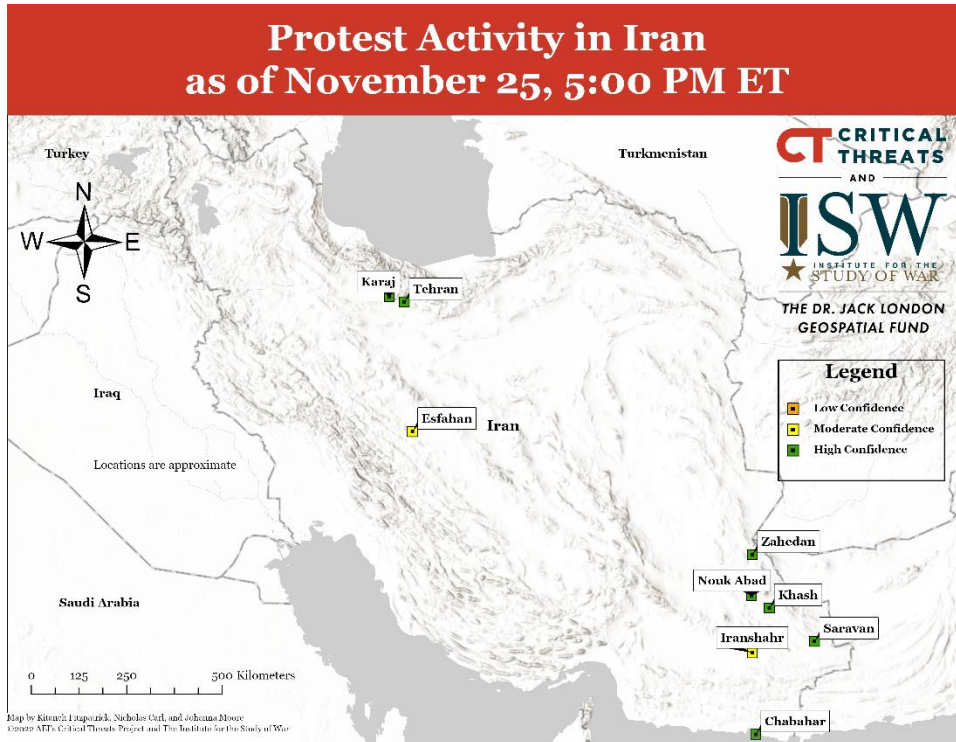 Protest Activity in Iran
as of November 25, 5:00 PM ET
Turkey
Turkmenistan
CT CRITICAL
THREATS
AND
ISW
INSTITUTE FOR THE
STUDY OF WAR
THE DR. JACK LONDON
GEOSPATIAL FUND
N
W E
S
Karaj
Tehran
Legend
Low Confidence
Moderate Confidence
High Confidence
Iraq
Esfahan
Iran
Locations are approximate
Zahedan
Nouk Abad
Khash
Saudi Arabia
Saravan
Iranshahr
0 125 250 500 Kilometers
Chabahar
Map by Kitaneh Fitzpatrick, Nicholas Carl, and Johanna Moore
©2022 AEI's Critical Threats Project and The Institute for the Study of War